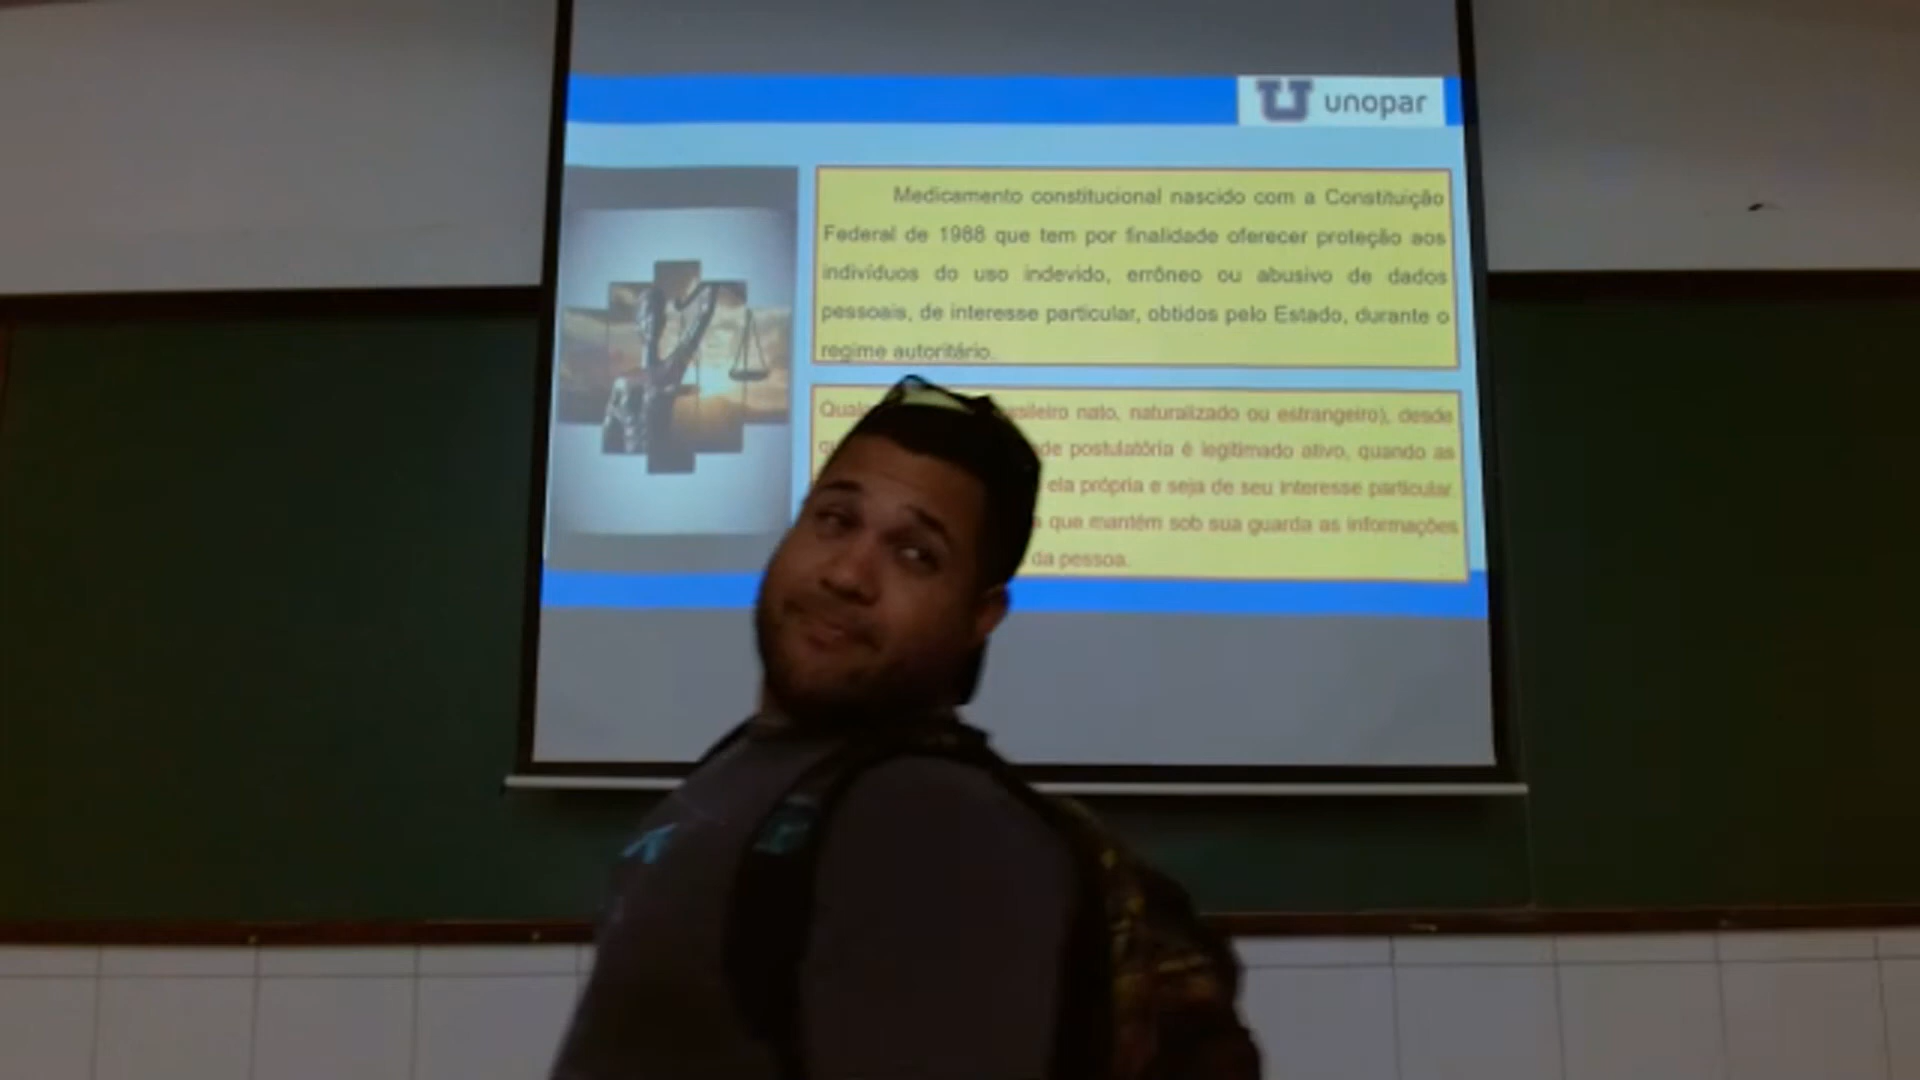 unopar
Medicamento constitucional nascido com a Constituição
Federal de 1988 que tem por finalidade oferecer proteção aos
indivíduos do uso indevido, errôneo ou abusivo de dados
pessoais, de interesse particular, obtidos pelo Estado, durante o
regime autoritário.
nato, naturalizado ou estrangeiro), desde
postulatória é legitimado ativo, quando as
ela própria e seja de seu interesse particular.
que mantém sob sua guarda as informações
da pessoa.